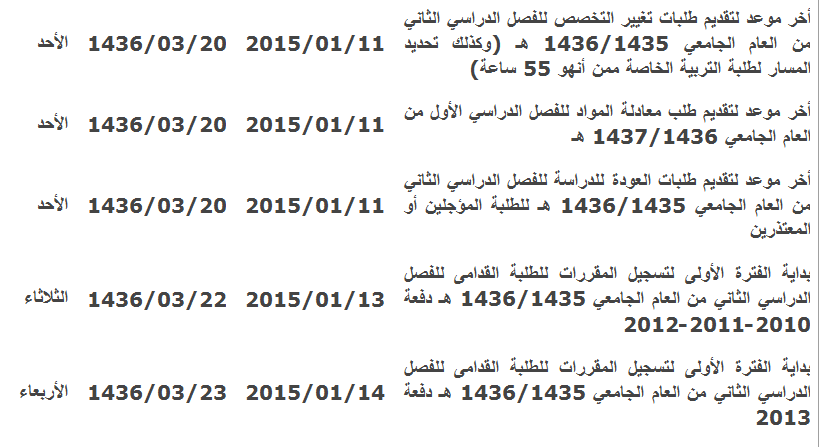 أخر موعد لتقديم طلبات تغيير التخصص للفصل الدراسي الثاني
من العام الجامعي 1436/1435 هـ (وكذلك تحديد
المسار لطلبة التربية الخاصة ممن أنهو 55 ساعة)
2015/01/11
1436/03/20
الأحد
أخر موعد لتقديم طلب معادلة المواد للفصل الدراسي الأول من
العام الجامعي 1437/1436 هـ
2015/01/11
1436/03/20
الأحد
أخر موعد لتقديم طلبات العودة للدراسة للفصل الدراسي الثاني
من العام الجامعي 1436/1435 هـ للطلبة المؤجلين أو
المعتذرين
2015/01/11
1436/03/20
الأحد
بداية الفترة الأولى لتسجيل المقررات للطلبة القدامى للفصل
الدراسي الثاني من العام الجامعي 1436/1435 هـ دفعة
2012-2011-2010
2015/01/13
1436/03/22
الثلاثاء
بداية الفترة الأولى لتسجيل المقررات للطلبة القدامى للفصل
الدراسي الثاني من العام الجامعي 1436/1435 هـ دفعة
2013
2015/01/14
1436/03/23
الأربعاء